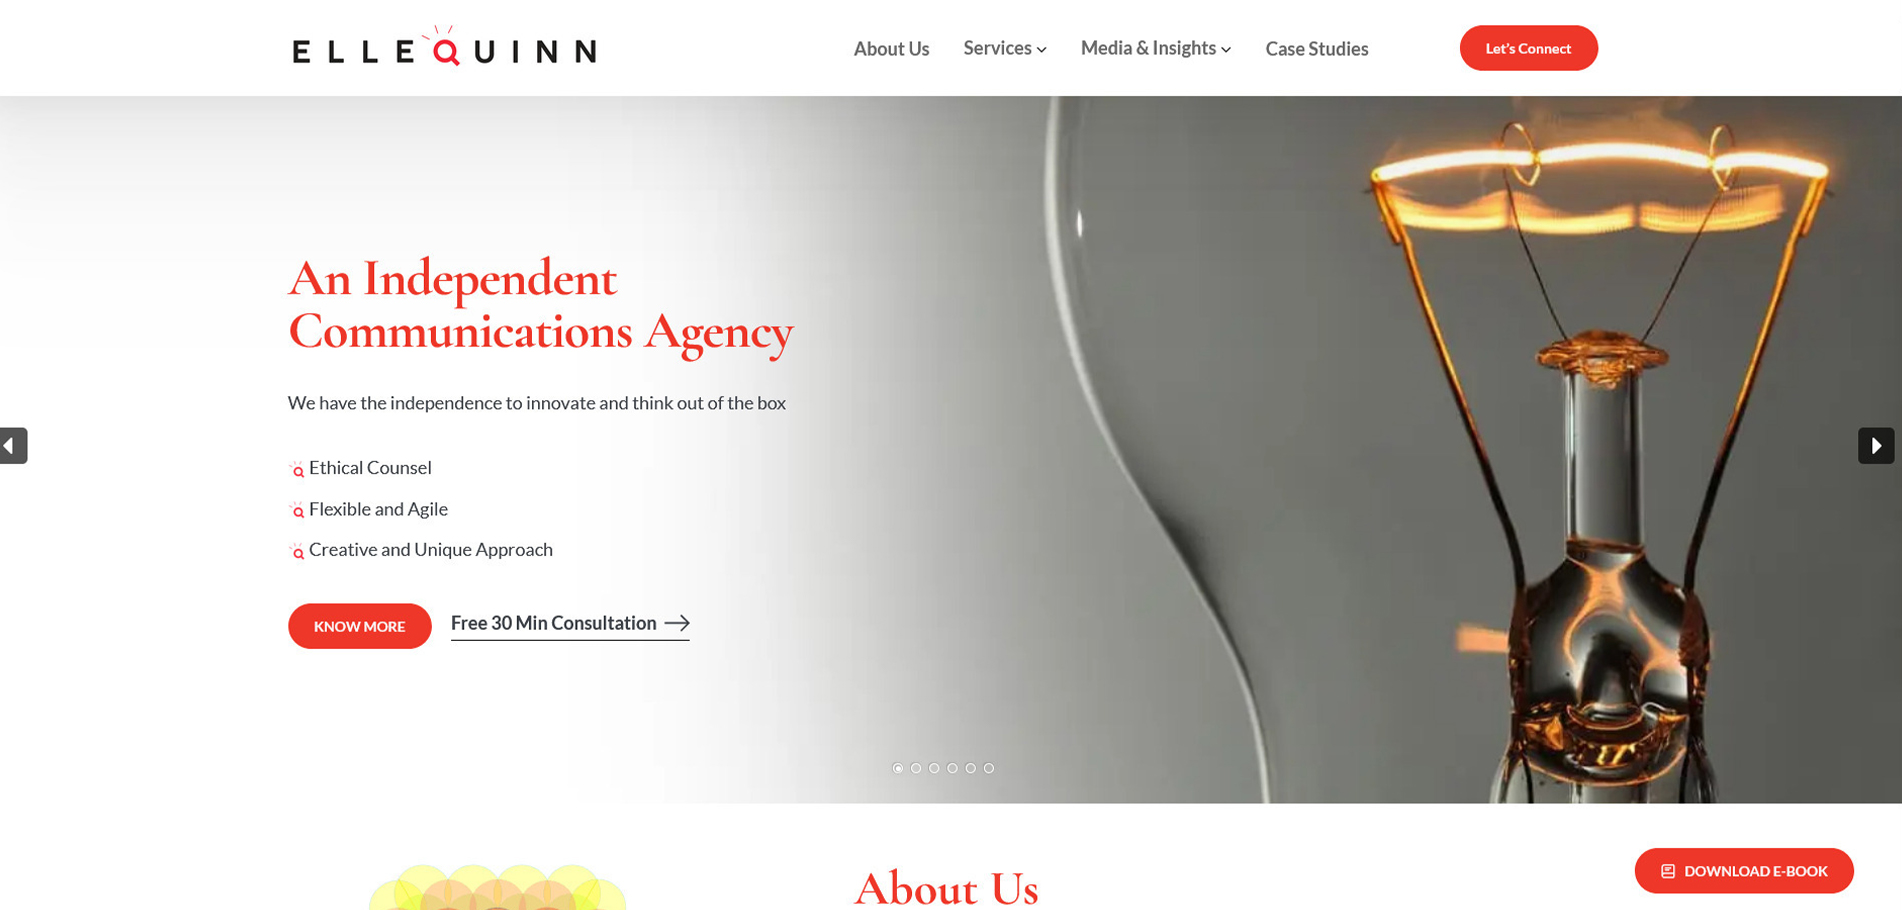 ELLEQUINN
About Us
Services
Media & Insights
Case Studies
Let's Connect
An Independent
Communications Agency
We have the independence to innovate and think out of the box
Ethical Counsel
Flexible and Agile
Creative and Unique Approach
KNOW MORE
Free 30 Min Consultation
About Us
DOWNLOAD E-BOOK